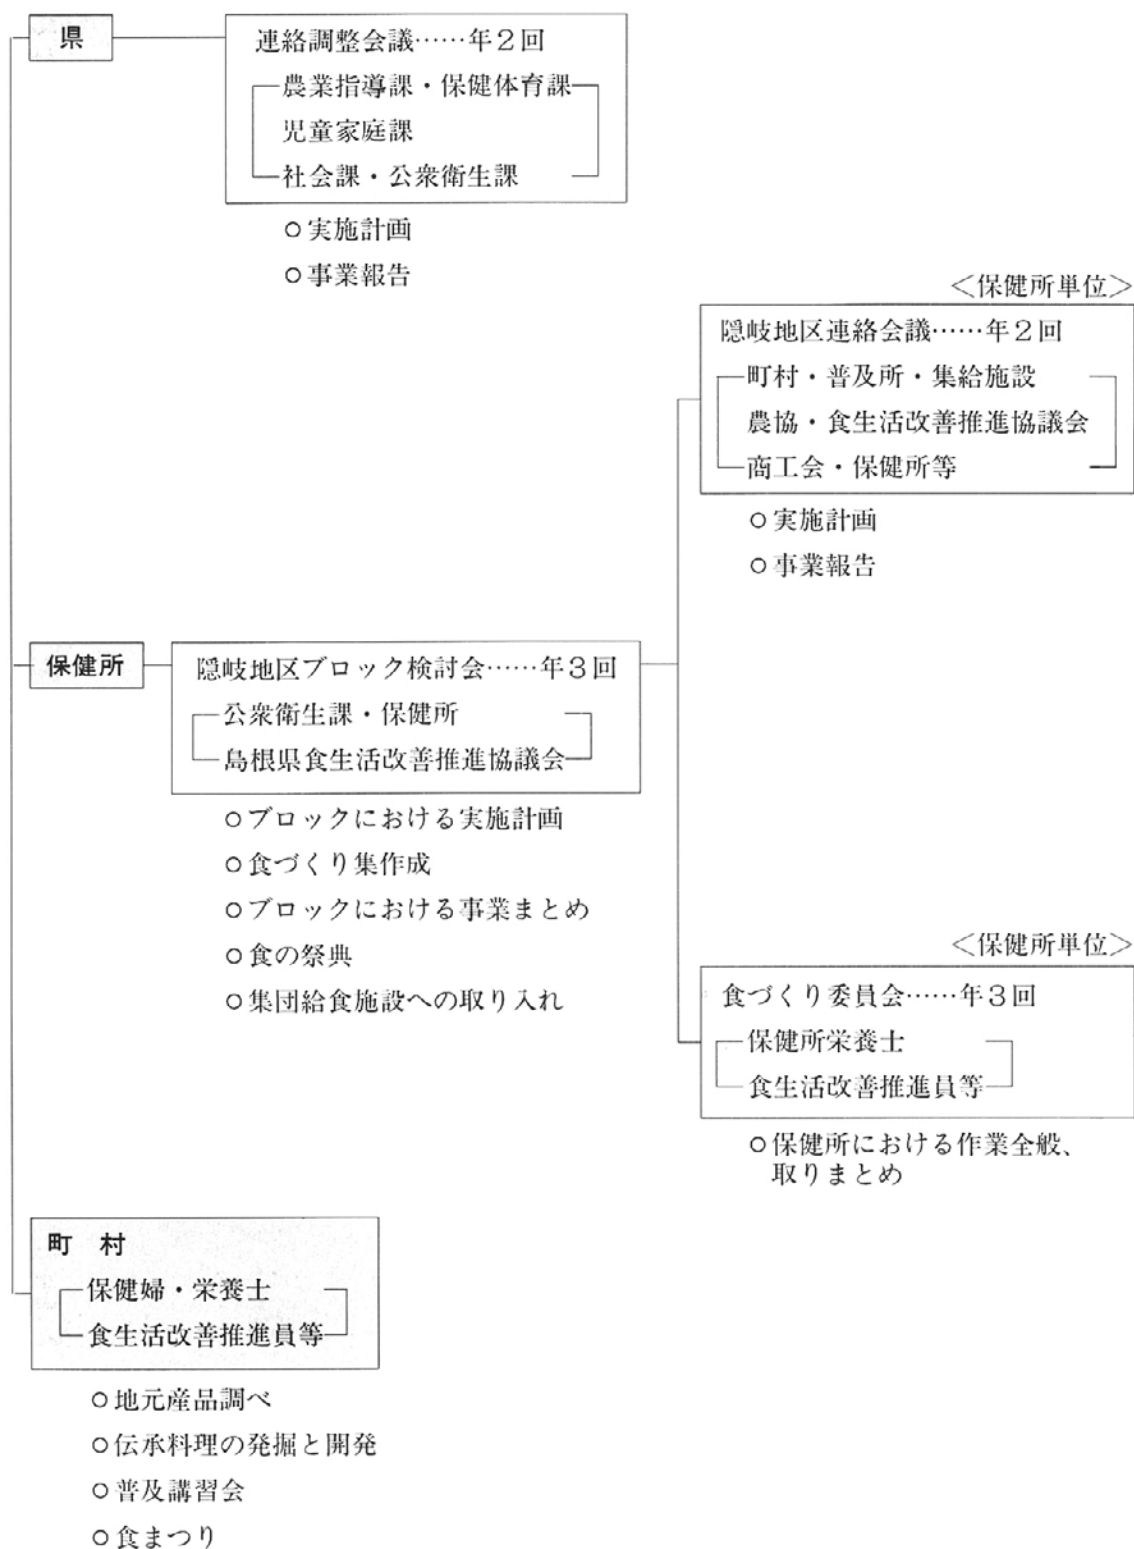 県
連絡調整会議……年２回
農業指導課・保健体育課
児童家庭課
社会課・公衆衛生課
○実施計画
○事業報告
＜保健所単位＞
隠岐地区連絡会議……年２回
町村・普及所・集給施設
農協・食生活改善推進協議会
商工会・保健所等
○実施計画
○事業報告
保健所
隠岐地区ブロック検討会……年３回
公衆衛生課・保健所
島根県食生活改善推進協議会
○ブロックにおける実施計画
○食づくり集作成
○ブロックにおける事業まとめ
○食の祭典
○集団給食施設への取り入れ
＜保健所単位＞
食づくり委員会……年３回
保健所栄養士
食生活改善推進員等
○保健所における作業全般、
取りまとめ
町　村
保健婦・栄養士
食生活改善推進員等
○地元産品調べ
○伝承料理の発掘と開発
○普及講習会
○食まつり